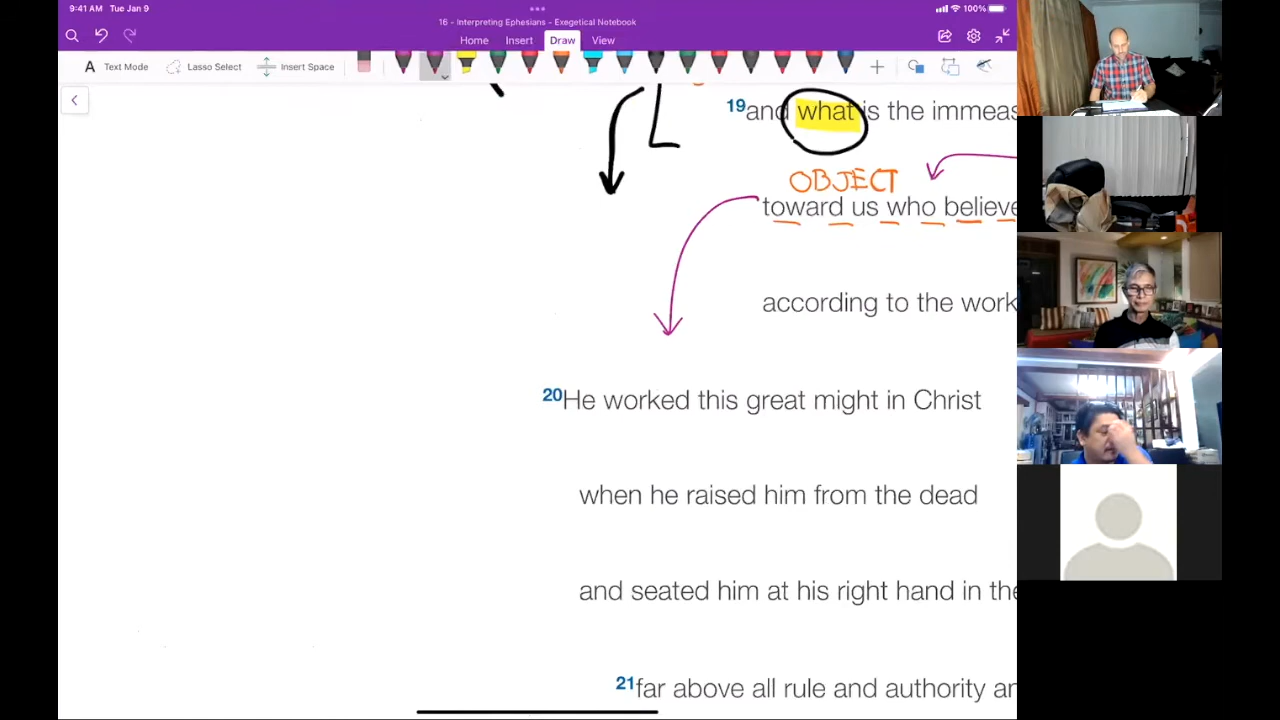 9:41 AM Tue Jan 9
100%
16 - Interpreting Ephesians - Exegetical Notebook
Home Insert Draw View
A Text Mode Lasso Select Insert Space
19and what is the immeas
OBJECT
toward us who believe
according to the work
20He worked this great might in Christ
when he raised him from the dead
and seated him at his right hand in the
21far above all rule and authority an